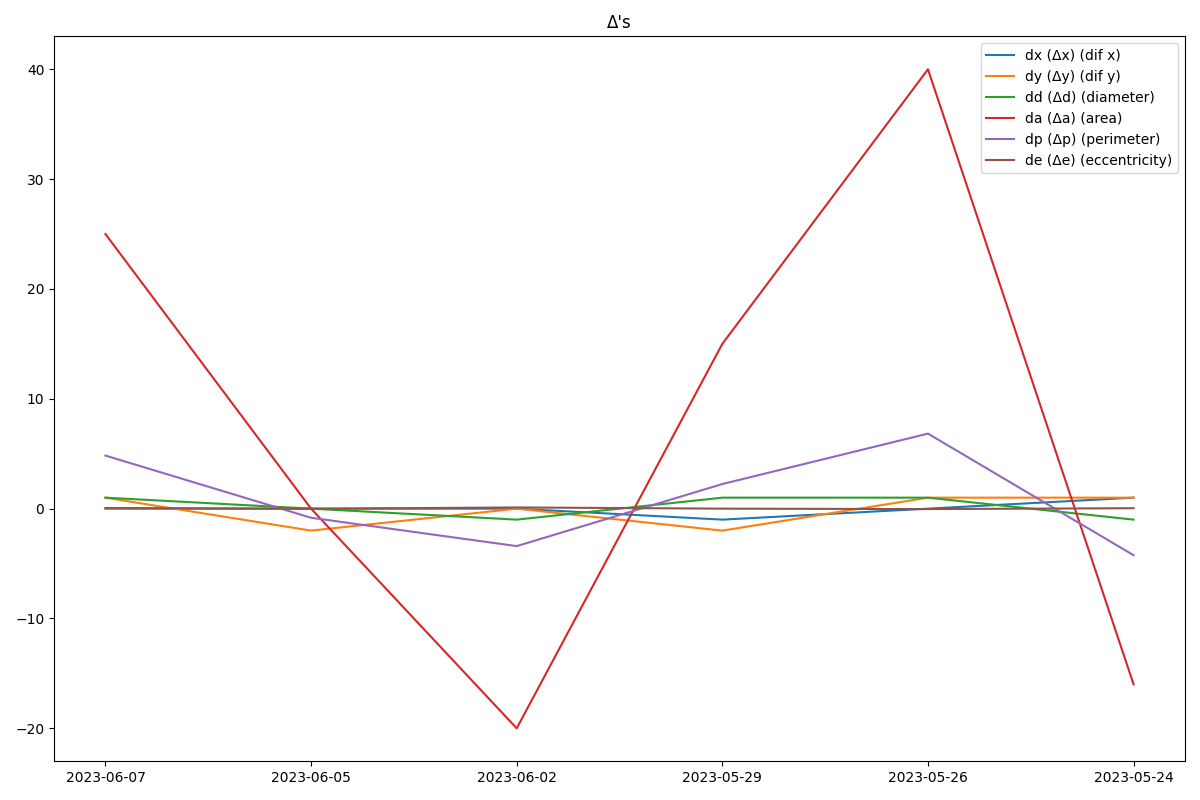 Δ's
dx (Δx) (dif x)
dy (Δy) (dif y)
dd (Δd) (diameter)
da (Δa) (area)
dp (Δp) (perimeter)
de (Δe) (eccentricity)
40
30
20
10
0
−10
−20
2023-06-07 2023-06-05 2023-06-02 2023-05-29 2023-05-26 2023-05-24